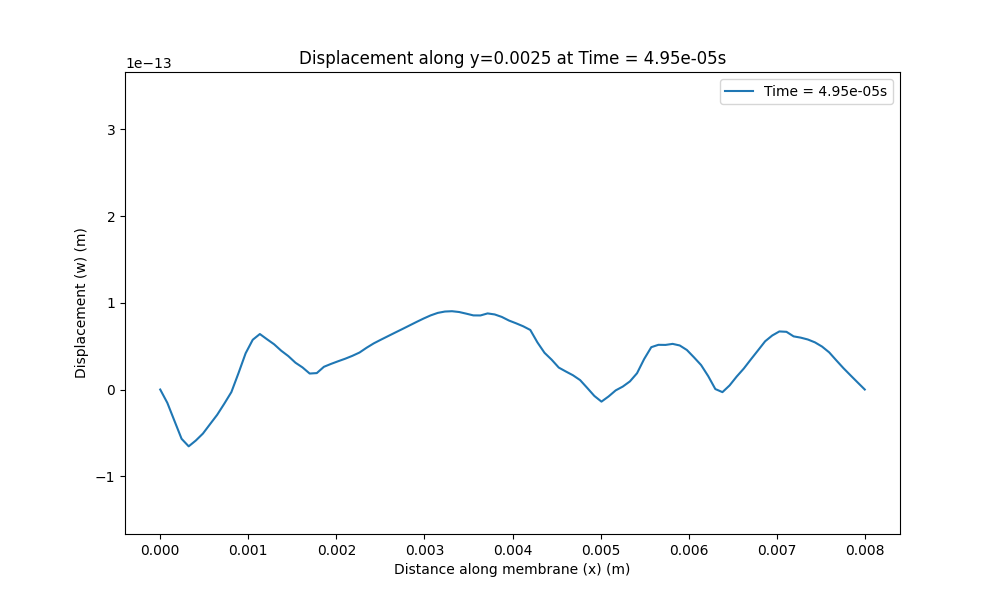 Displacement along y=0.0025 at Time = 4.95e-05s
1e−13
Time = 4.95e-05s
3
2
1
0
−1
Displacement (w) (m)
0.000 0.001 0.002 0.003 0.004 0.005 0.006 0.007 0.008
Distance along membrane (x) (m)